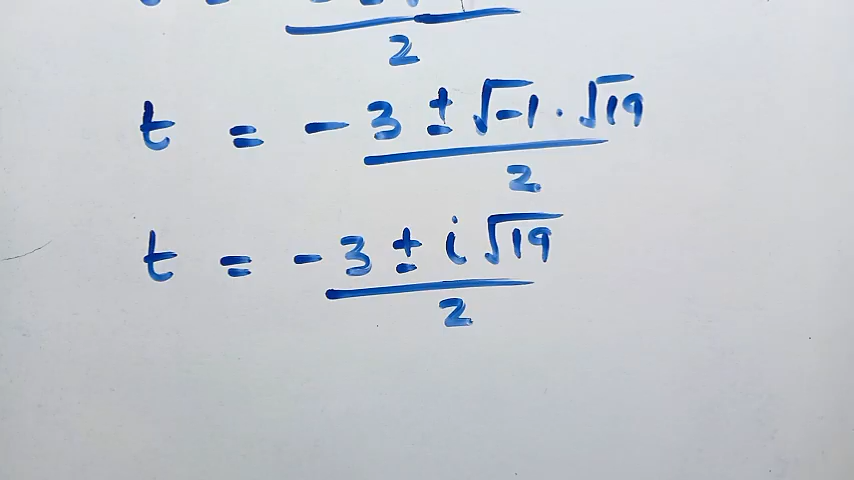 2
t = - 3 ± √-1 . √19
2
t = - 3 ± i √19
2